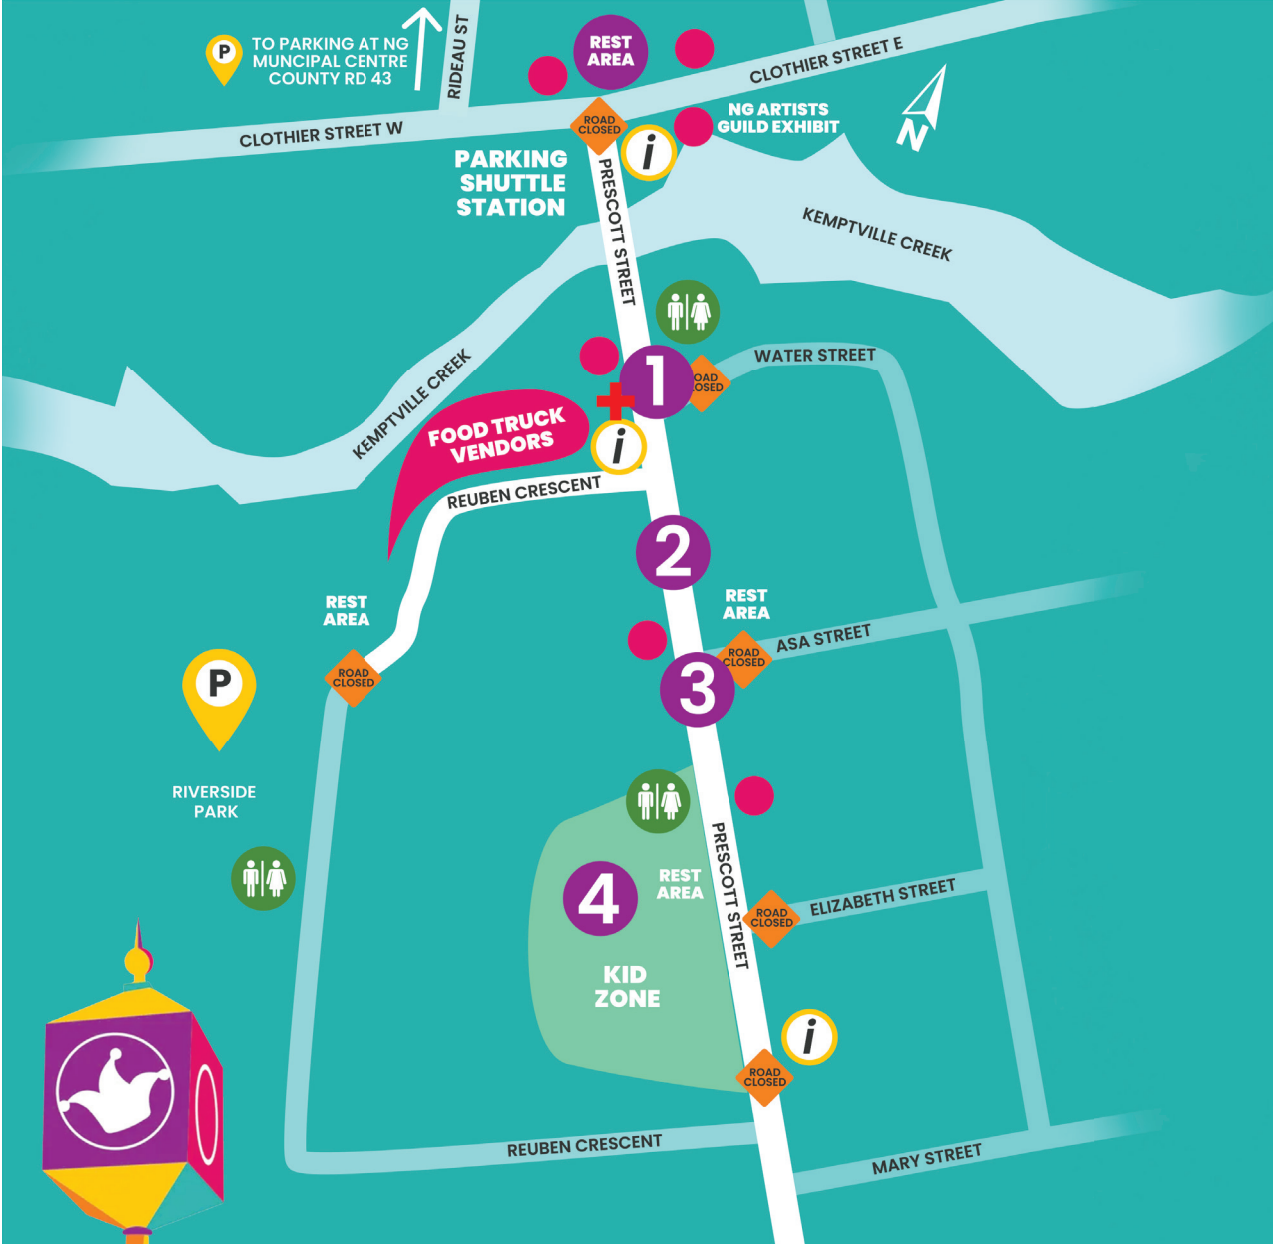 P
TO PARKING AT NG
MUNCIPAL CENTRE
COUNTY RD 43
RIDEAU ST
REST
AREA
CLOTHIER STREET E
CLOTHIER STREET W
ROAD
CLOSED
NG ARTISTS
GUILD EXHIBIT
N
i
PARKING
SHUTTLE
STATION
PRESCOTT STREET
KEMPTVILLE CREEK
WATER STREET
1
OAD
OSED
KEMPTVILLE CREEK
FOOD TRUCK
VENDORS
i
REUBEN CRESCENT
2
REST
AREA
REST
AREA
ASA STREET
ROAD
CLOSED
ROAD
CLOSED
P
3
RIVERSIDE
PARK
PRESCOTT STREET
4
REST
AREA
ROAD
CLOSED
ELIZABETH STREET
KID
ZONE
i
ROAD
CLOSED
REUBEN CRESCENT
MARY STREET